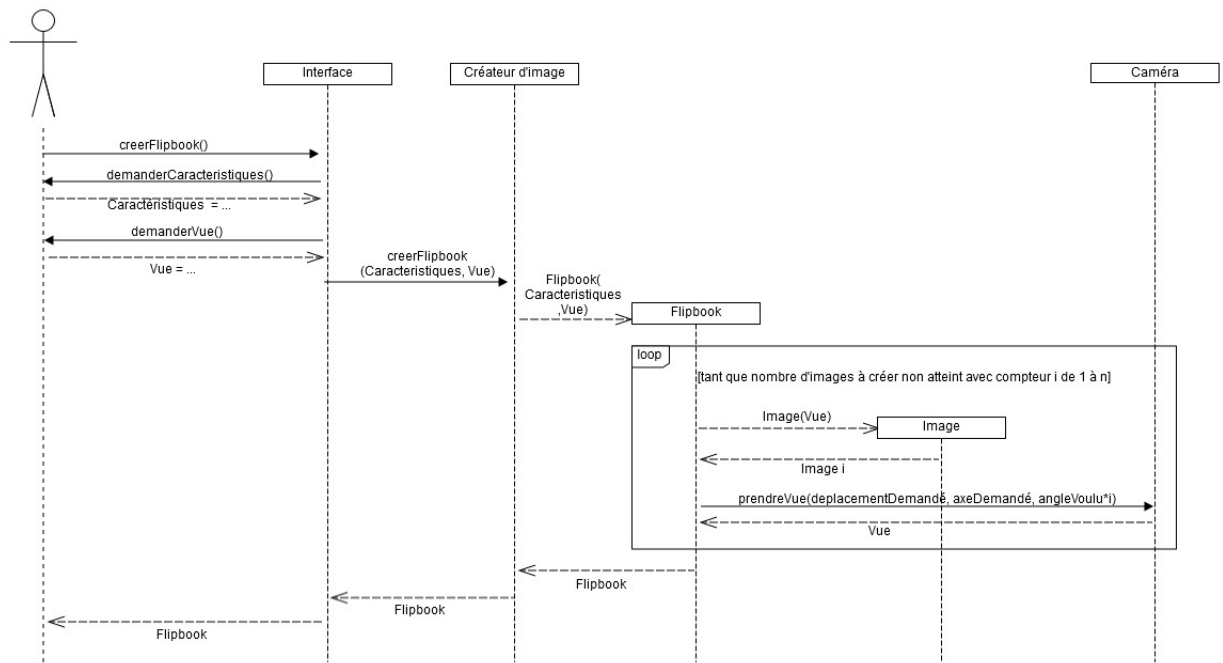 Interface
Créateur d'image
Caméra
creerFlipbook()
demanderCaracteristiques()
Caractéristiques = ...
demanderVue()
Vue = ...
creerFlipbook
(Caracteristiques, Vue)
Flipbook(
Caracteristiques
,Vue)
Flipbook
loop
[tant que nombre d'images à créer non atteint avec compteur i de 1 à n]
Image(Vue)
Image
Image i
prendreVue(deplacementDemandé, axeDemandé, angleVoulu*i)
Vue
Flipbook
Flipbook
Flipbook